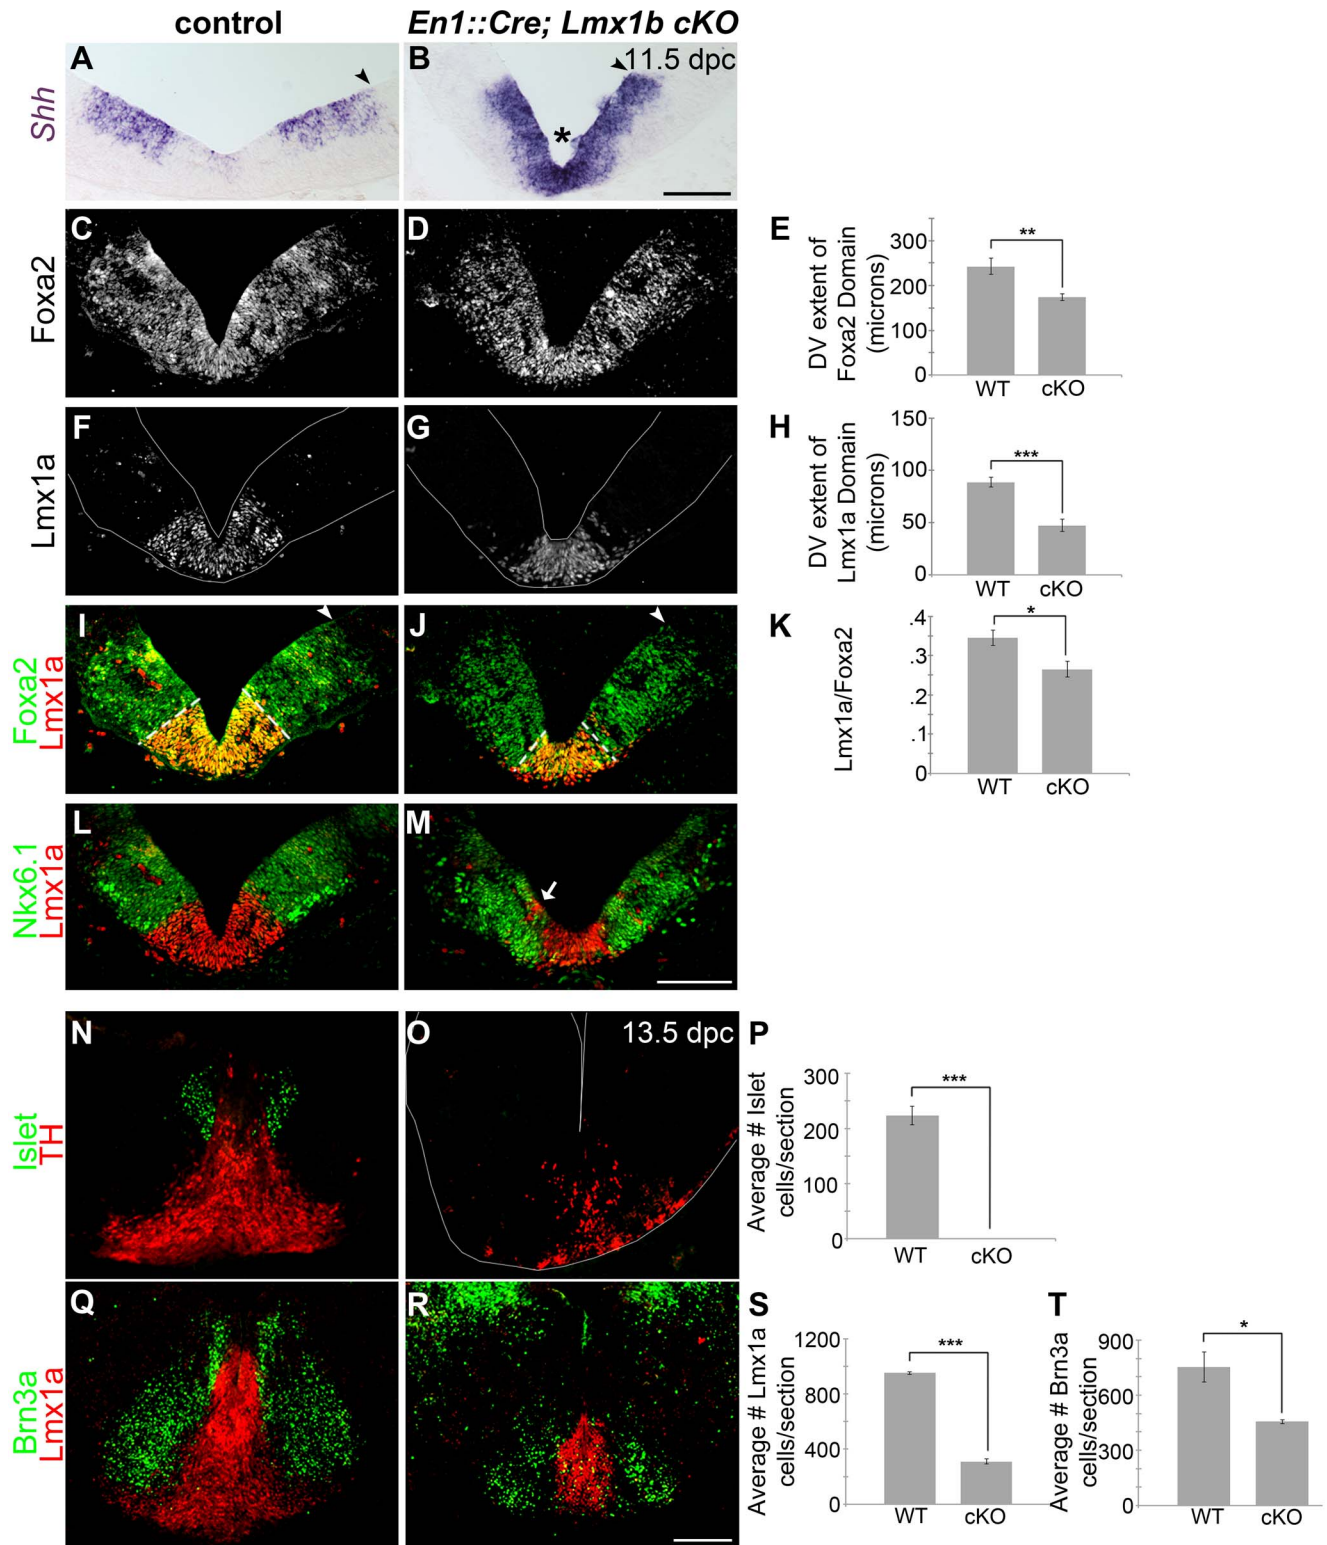 control
En1::Cre; Lmx1b cKO
Shh
A
B
11.5 dpc
*
Foxa2
C
D
E
DV extent of
Foxa2 Domain
(microns)
300
200
100
0
**
WT
cKO
Lmx1a
F
G
H
DV extent of
Lmx1a Domain
(microns)
150
100
50
0
***
WT
cKO
Foxa2
Lmx1a
I
J
K
Lmx1a/Foxa2
.4
.3
.2
.1
0
*
WT
cKO
Nkx6.1
Lmx1a
L
M
Islet
TH
N
O
13.5 dpc
P
Average # Islet
cells/section
300
200
100
0
***
WT
cKO
Brn3a
Lmx1a
Q
R
S
Average # Lmx1a
cells/section
1200
800
400
0
***
WT
cKO
T
Average # Brn3a
cells/section
900
600
300
0
*
WT
cKO